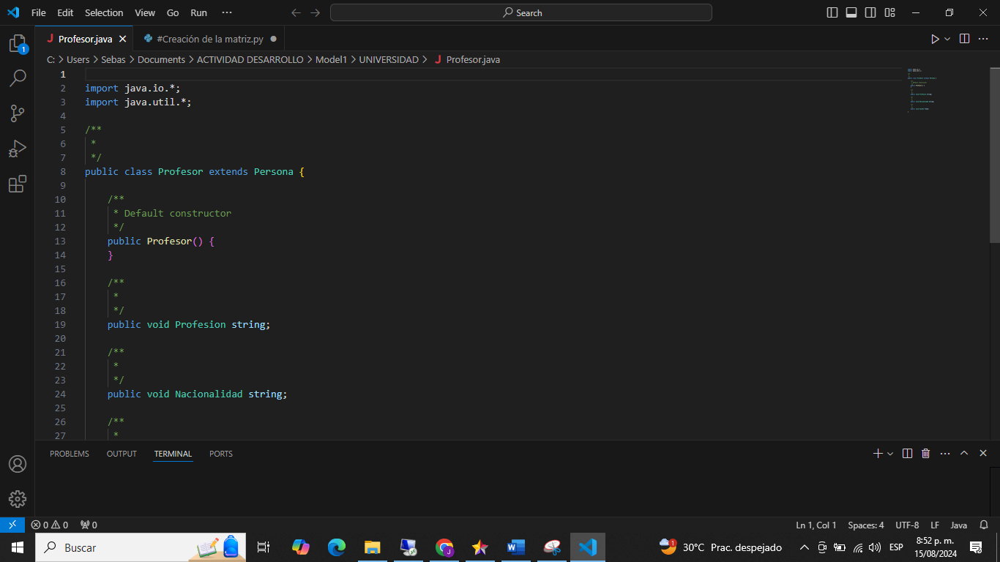 File Edit Selection View Go Run ···
Search
Profesor.java
#Creación de la matriz.py
C: > Users > Sebas > Documents > ACTIVIDAD DESARROLLO > Model1 > UNIVERSIDAD > J Profesor.java
1
2 import java.io.*;
3 import java.util.*;
4
5 /**
6 *
7 */
8 public class Profesor extends Persona {
9
10 /**
11 * Default constructor
12 */
13 public Profesor() {
14 }
15
16 /**
17 *
18 */
19 public void Profesion string;
20
21 /**
22 *
23 */
24 public void Nacionalidad string;
25
26 /**
27 *
PROBLEMS OUTPUT TERMINAL PORTS
0 0 0
Ln 1, Col 1 Spaces: 4 UTF-8 LF Java
Buscar
30°C Prac. despejado
ESP
8:52 p. m.
15/08/2024